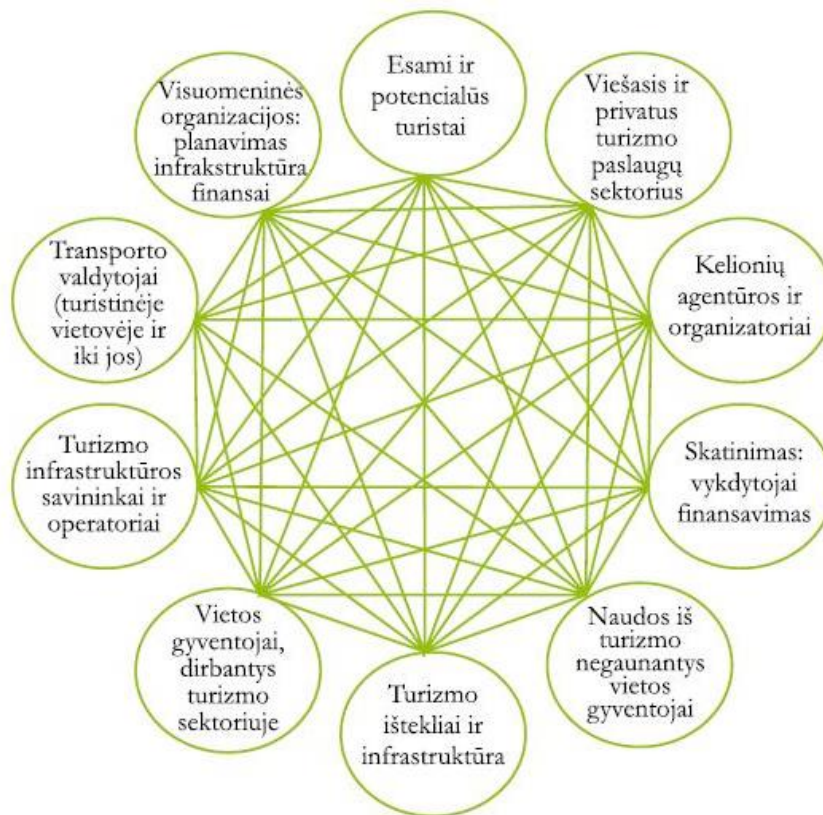 Esami ir
potencialūs
turistai
Viešasis ir
privatus
turizmo
paslaugų
sektorius
Kelionių
agentūros ir
organizatoriai
Skatinimas:
vykdytojai
finansavimas
Naudos iš
turizmo
negaunantys
vietos
gyventojai
Turizmo
ištekliai ir
infrastruktūra
Vietos
gyventojai,
dirbantys
turizmo
sektoriuje
Turizmo
infrastruktūros
savininkai ir
operatoriai
Transporto
valdytojai
(turistinėje
vietovėje ir
iki jos)
Visuomeninės
organizacijos:
planavimas
infrakstruktūra
finansai